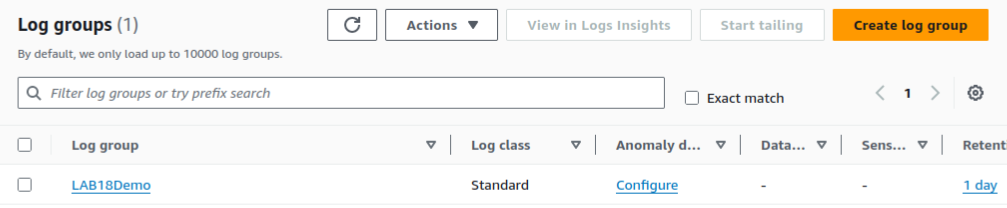 Log groups (1)
Actions
View in Logs Insights
Start tailing
Create log group
By default, we only load up to 10000 log groups.
Filter log groups or try prefix search
Exact match
1
Log group
Log class
Anomaly d...
Data...
Sens...
Retent
LAB18Demo
Standard
Configure
-
-
1 day